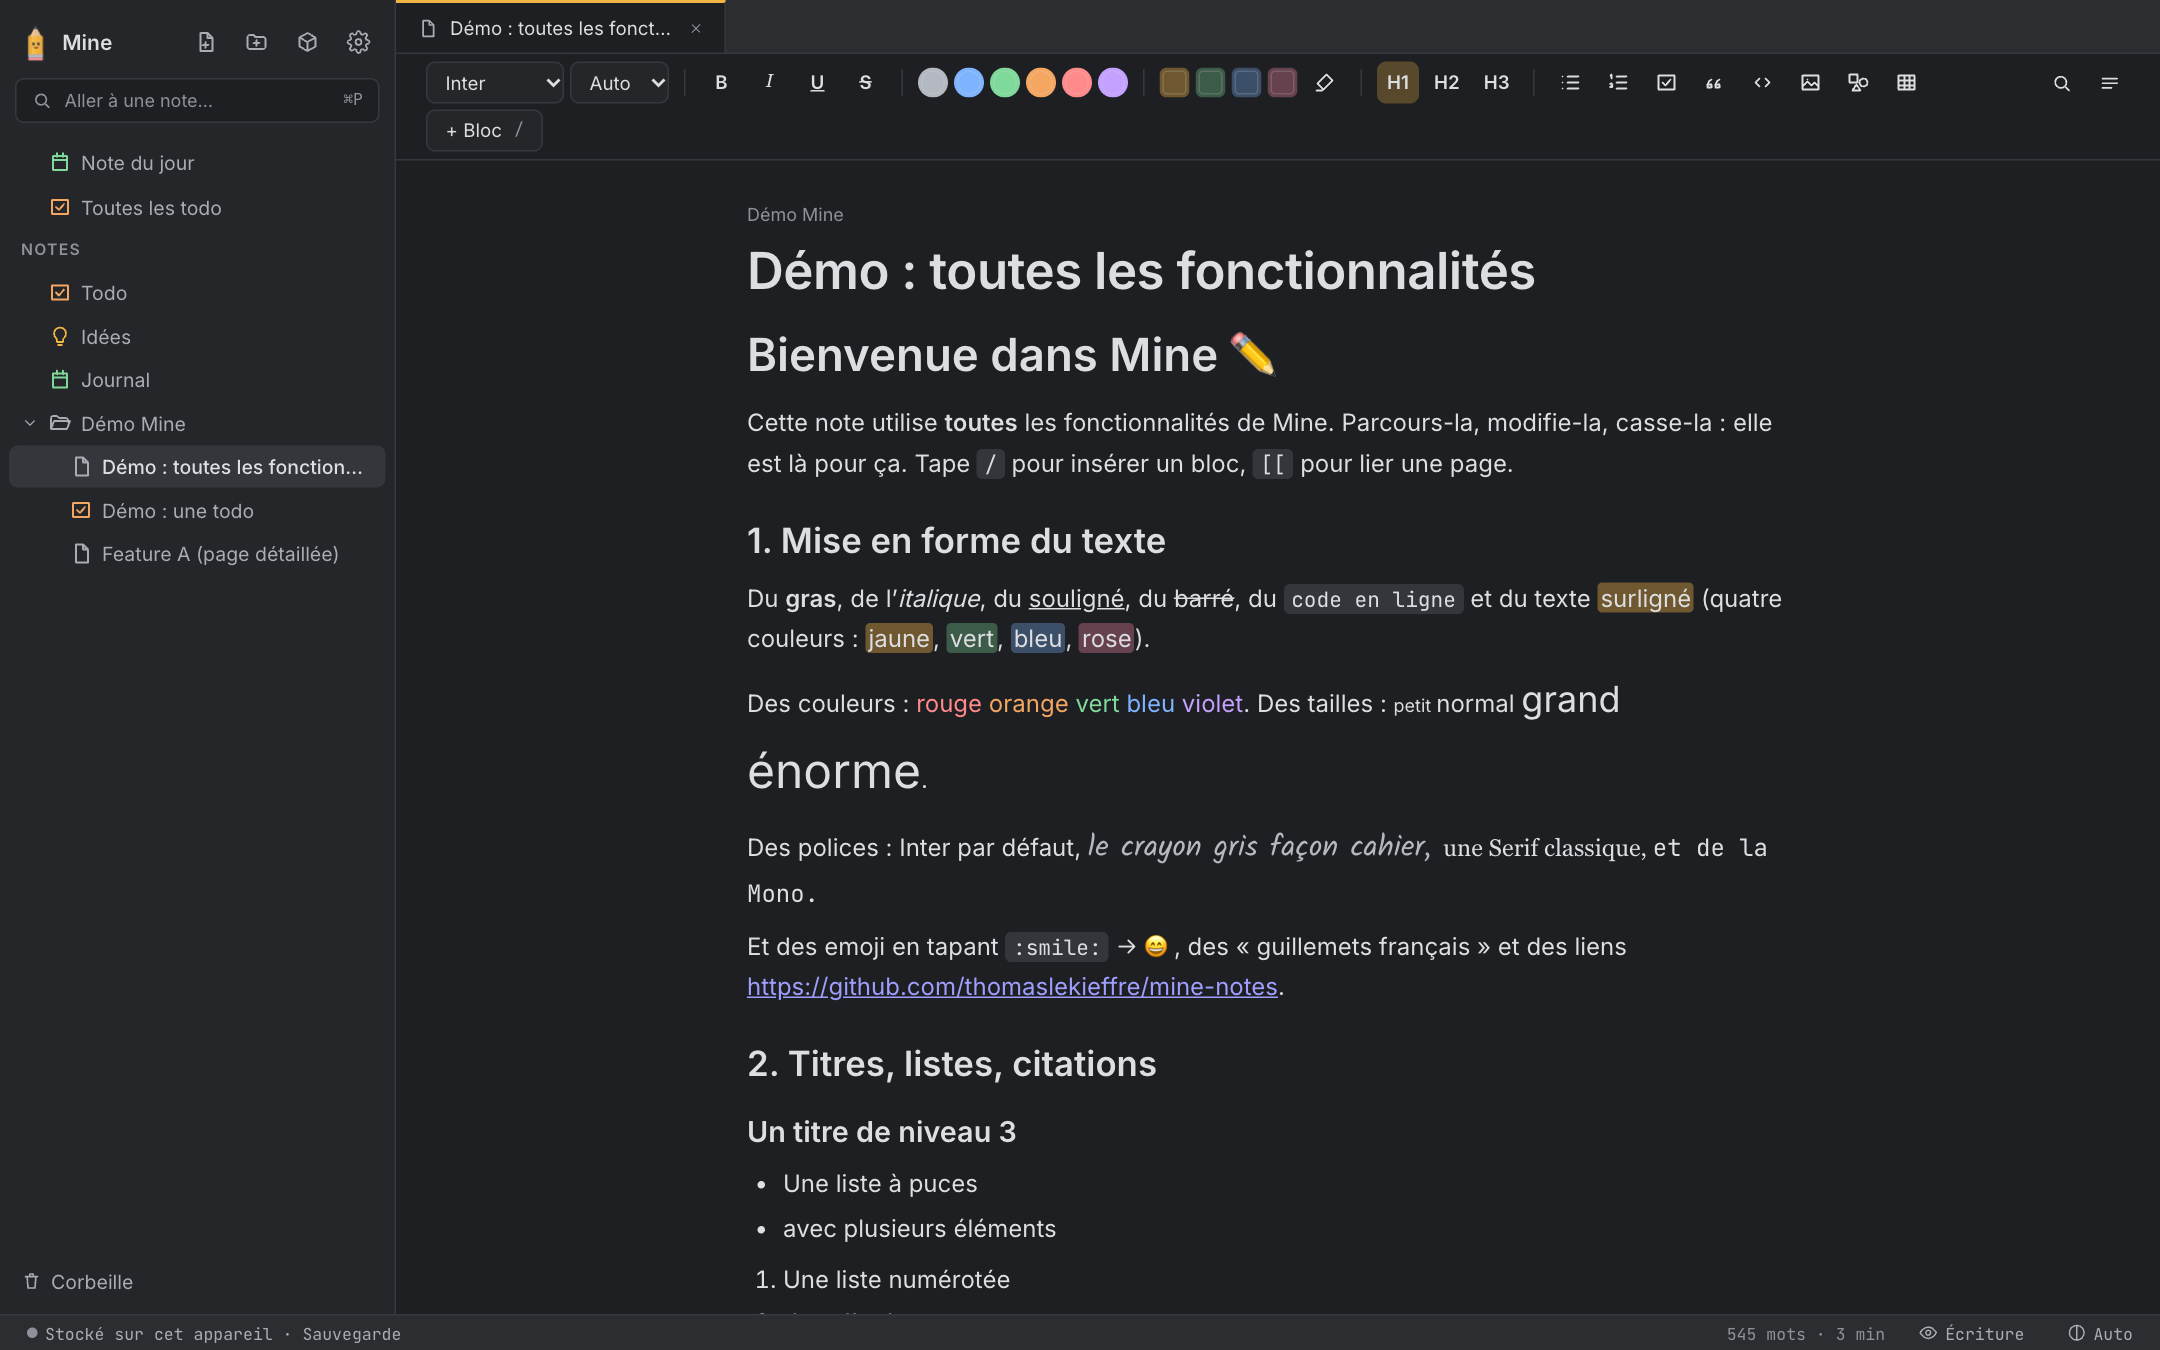 Mine
Aller à une note... ⌘P
Note du jour
Toutes les todo
NOTES
Todo
Idées
Journal
Démo Mine
Démo : toutes les fonction...
Démo : une todo
Feature A (page détaillée)
Corbeille
Démo : toutes les fonct... ×
Inter Auto B I U S H1 H2 H3
+ Bloc /
Démo Mine
Démo : toutes les fonctionnalités
Bienvenue dans Mine ✏️
Cette note utilise toutes les fonctionnalités de Mine. Parcours-la, modifie-la, casse-la : elle
est là pour ça. Tape / pour insérer un bloc, [[ pour lier une page.
1. Mise en forme du texte
Du gras, de l'italique, du souligné, du barré, du code en ligne et du texte surligné (quatre
couleurs : jaune, vert, bleu, rose).
Des couleurs : rouge orange vert bleu violet. Des tailles : petit normal grand
énorme.
Des polices : Inter par défaut, le crayon gris façon cahier, une Serif classique, et de la
Mono.
Et des emoji en tapant :smile: → 😄 , des « guillemets français » et des liens
https://github.com/thomaslekieffre/mine-notes.
2. Titres, listes, citations
Un titre de niveau 3
• Une liste à puces
• avec plusieurs éléments
1. Une liste numérotée
Stocké sur cet appareil · Sauvegarde
545 mots · 3 min Écriture Auto